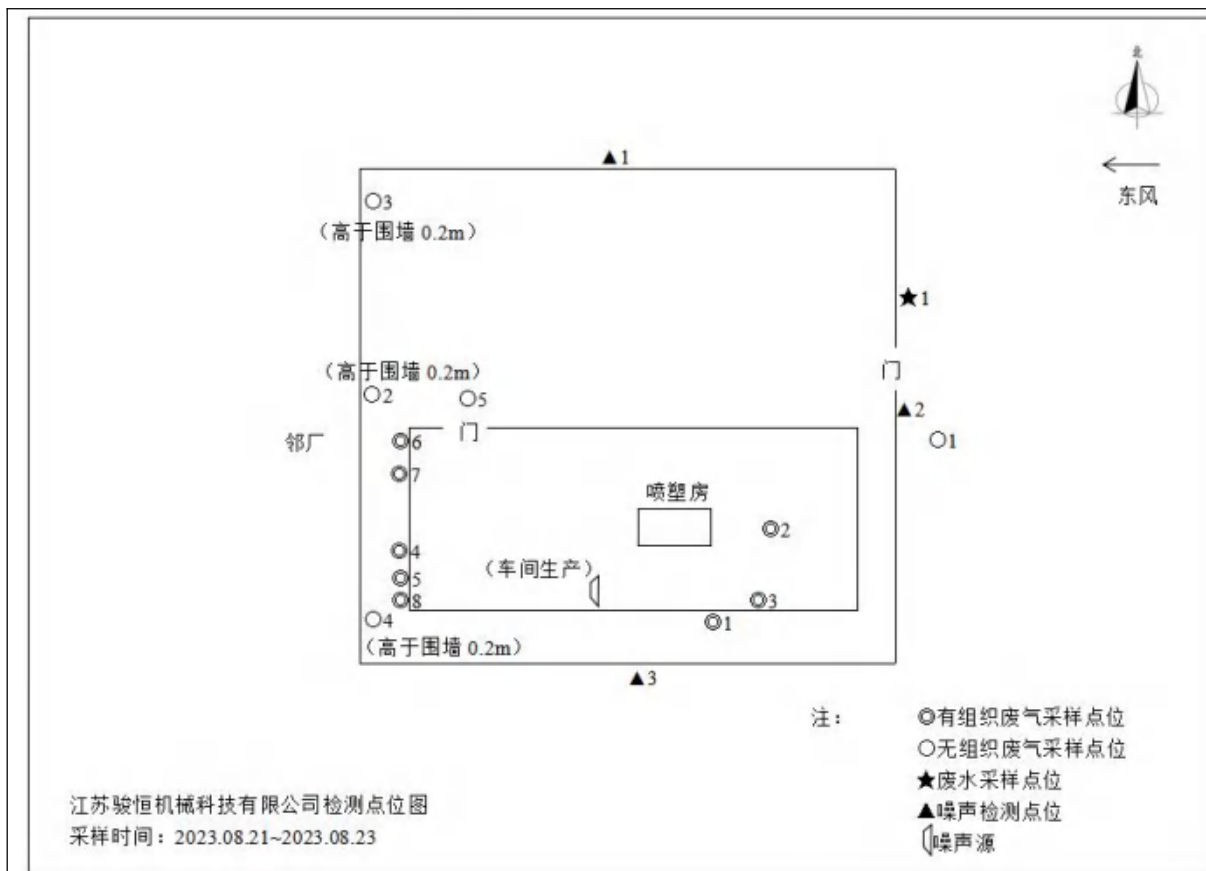 北
东风
▲1
○3
（高于围墙 0.2m）
★1
（高于围墙 0.2m）
门
○2
○5
▲2
邻厂
门
○1
◎6
◎7
喷塑房
◎2
◎4
（车间生产）
◎5
◎8
◎3
○4
◎1
（高于围墙 0.2m）
▲3
注：
◎有组织废气采样点位
○无组织废气采样点位
★废水采样点位
▲噪声检测点位
噪声源
江苏骏恒机械科技有限公司检测点位图
采样时间：2023.08.21~2023.08.23